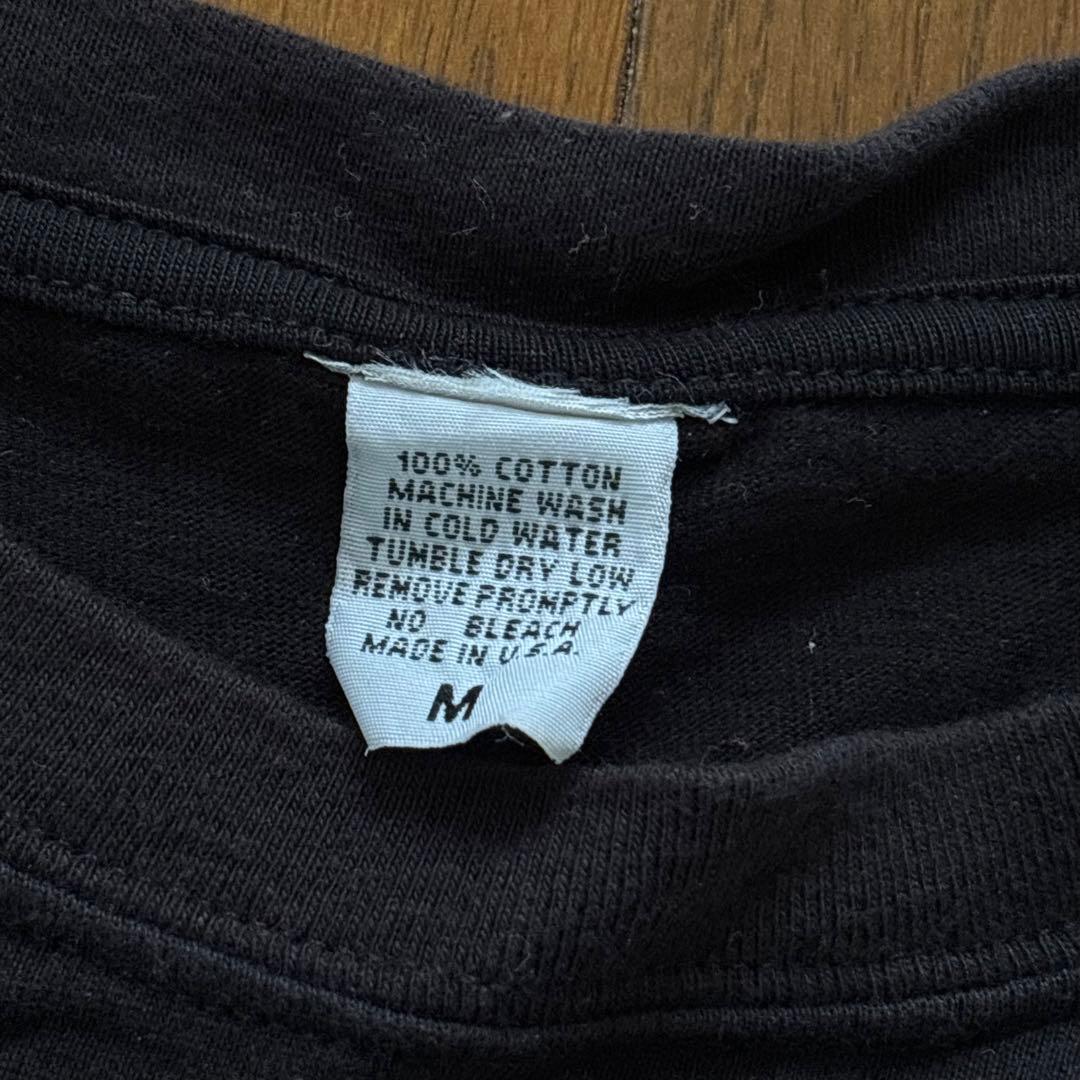 100% COTTON
MACHINE WASH
IN COLD WATER
TUMBLE DRY LOW
REMOVE PROMPTLY
NO BLEACH
MADE IN U.S.A.
M